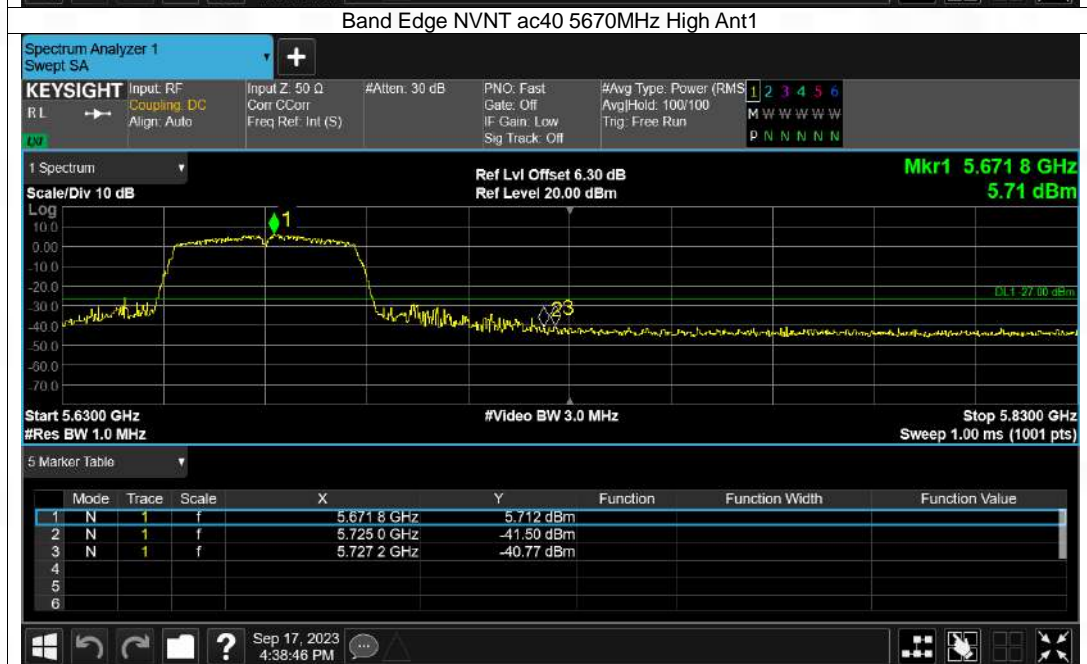 Band Edge NVNT ac40 5670MHz High Ant1
Spectrum Analyzer 1
Swept SA
+
KEYSIGHT
Input: RF
Input Z: 50 Ω
#Atten: 30 dB
PNO: Fast
#Avg Type: Power (RMS
1 2 3 4 5 6
RL
Coupling: DC
Corr CCorr
Gate: Off
Avg|Hold: 100/100
M W W W W W
Align: Auto
Freq Ref: Int (S)
IF Gain: Low
Trig: Free Run
Sig Track: Off
P N N N N N
1 Spectrum
Ref Lvl Offset 6.30 dB
Mkr1 5.671 8 GHz
Scale/Div 10 dB
Ref Level 20.00 dBm
5.71 dBm
Log
1
10.0
0.00
-10.0
-20.0
DL1 -27.00 dBm
-30.0
23
-40.0
-50.0
-60.0
-70.0
Start 5.6300 GHz
#Video BW 3.0 MHz
Stop 5.8300 GHz
#Res BW 1.0 MHz
Sweep 1.00 ms (1001 pts)
5 Marker Table
Mode Trace Scale X Y Function Function Width Function Value
1 N 1 f 5.671 8 GHz 5.712 dBm
2 N 1 f 5.725 0 GHz -41.50 dBm
3 N 1 f 5.727 2 GHz -40.77 dBm
4
5
6
?
Sep 17, 2023
4:38:46 PM